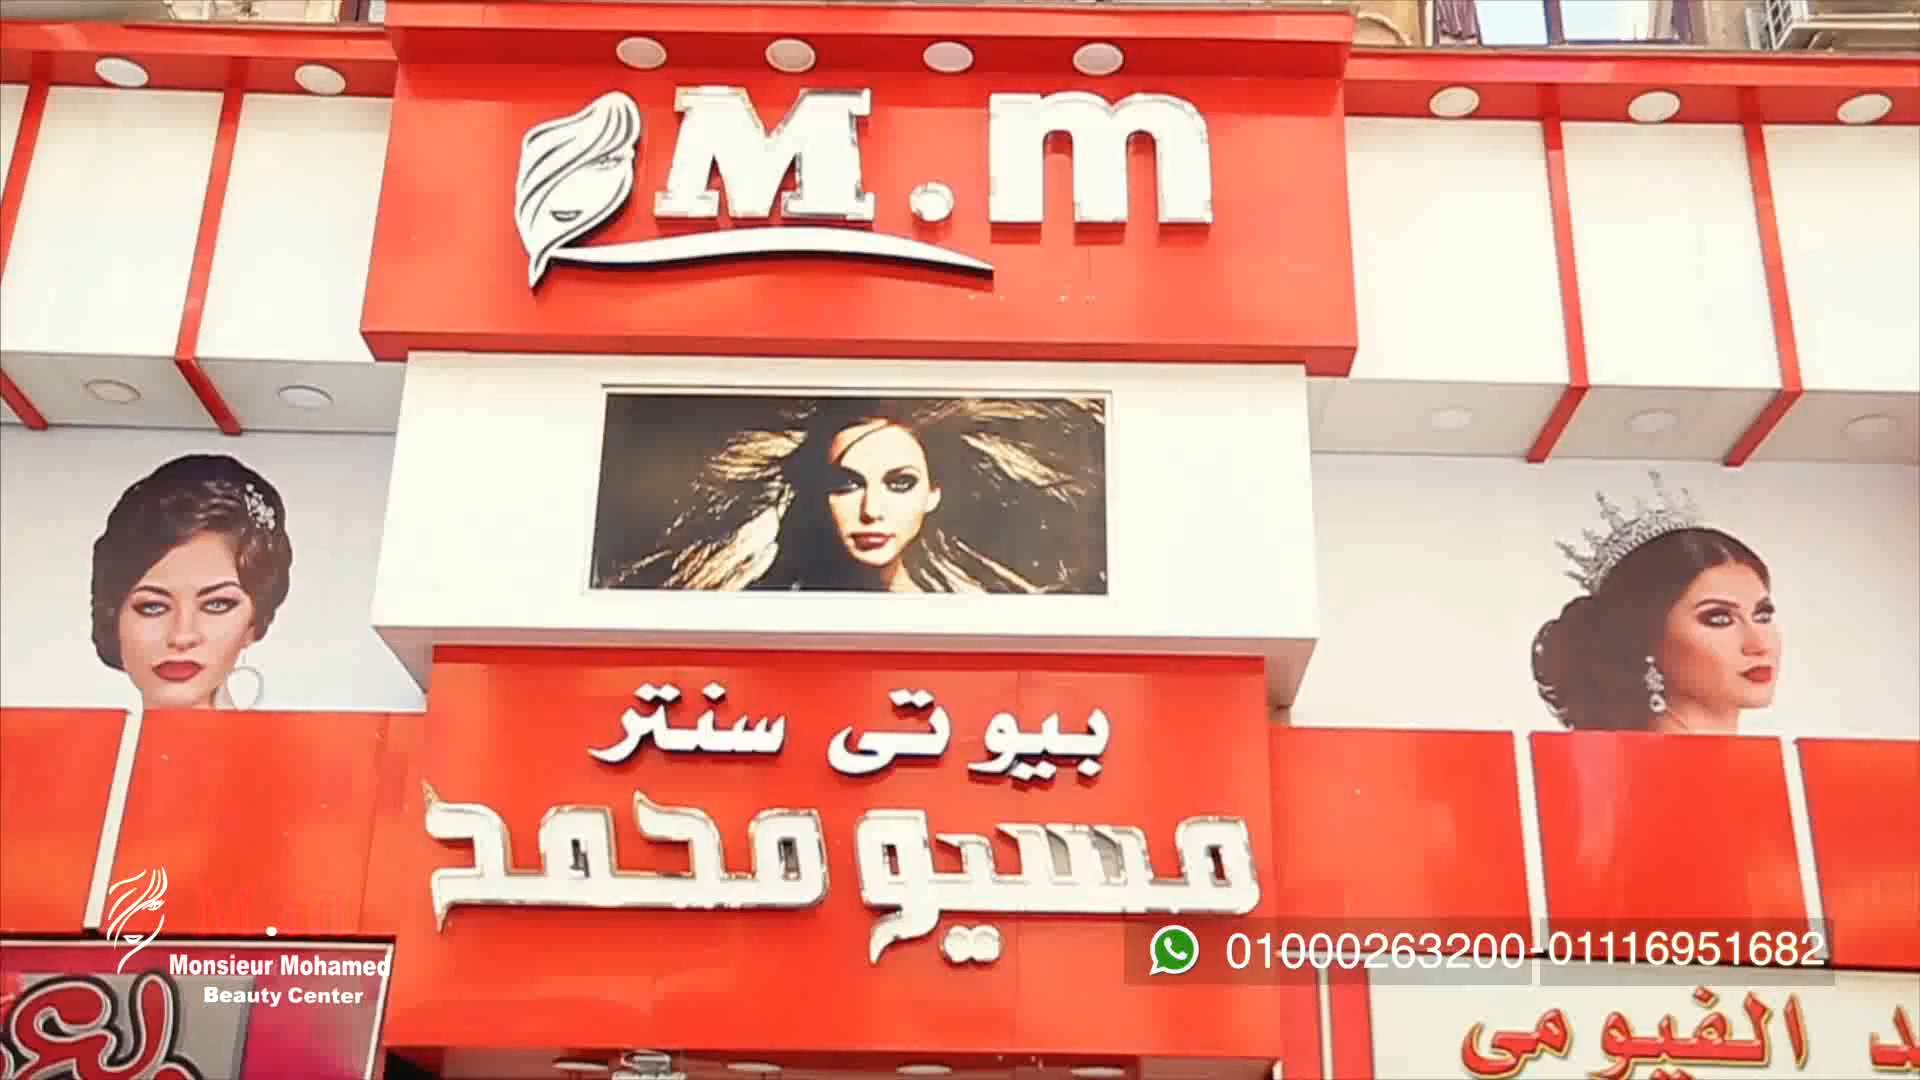 M.m
بيوتى سنتر
مسيو محمد
01000263200-01116951682
Monsieur Mohamed
Beauty Center
الفيومى